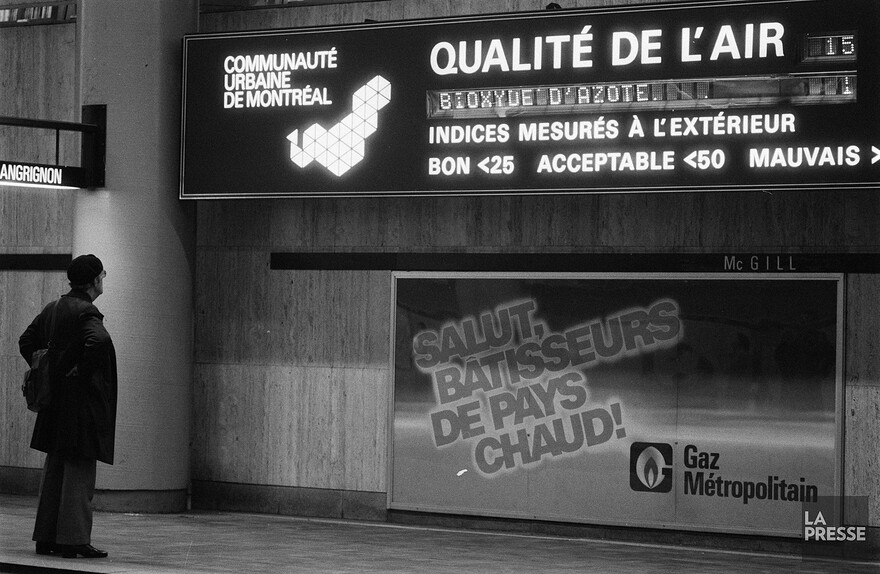 COMMUNAUTÉ
URBAINE
DE MONTRÉAL
QUALITÉ DE L'AIR 15
BIOXYDE D'AZOTE. 1
INDICES MESURÉS À L'EXTÉRIEUR
BON <25 ACCEPTABLE <50 MAUVAIS >
ANGRIGNON
McGILL
SALUT,
BÂTISSEURS
DE PAYS
CHAUD!
Gaz
Métropolitain
LA
PRESSE